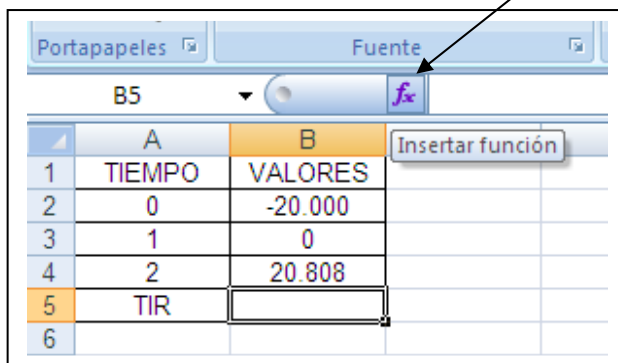 Portapapeles Fuente
B5 fx
Insertar función
A B
1 TIEMPO VALORES
2 0 -20.000
3 1 0
4 2 20.808
5 TIR
6